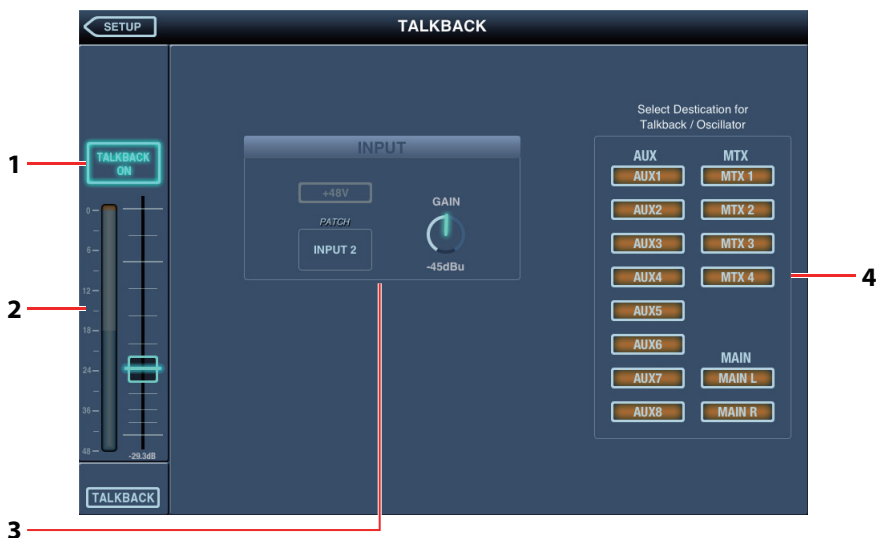 SETUP
TALKBACK
1
TALKBACK
ON
2
0
6
12
18
24
36
48
-29.3dB
TALKBACK
INPUT
+48V
PATCH
INPUT 2
GAIN
-45dBu
3
Select Destication for
Talkback / Oscillator
AUX MTX
AUX1 MTX 1
AUX2 MTX 2
AUX3 MTX 3
AUX4 MTX 4
AUX5
AUX6
MAIN
AUX7 MAIN L
AUX8 MAIN R
4